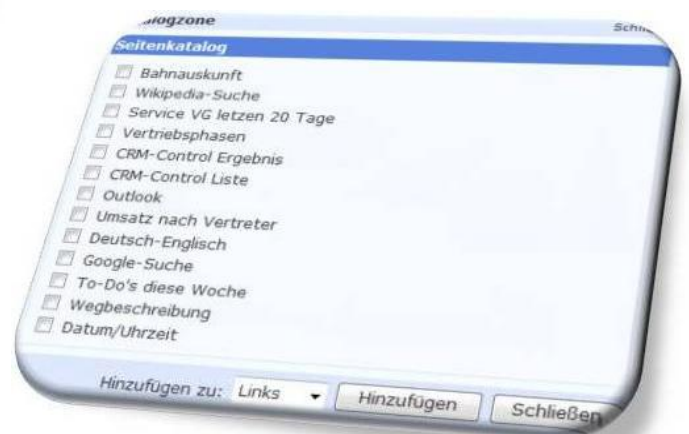 Schli
Seitenkatalog
Bahnauskunft
Wikipedia-Suche
Service VG letzen 20 Tage
Vertriebsphasen
CRM-Control Ergebnis
CRM-Control Liste
Outlook
Umsatz nach Vertreter
Deutsch-Englisch
Google-Suche
To-Do's diese Woche
Wegbeschreibung
Datum/Uhrzeit
Hinzufügen zu: Links Hinzufügen Schließen